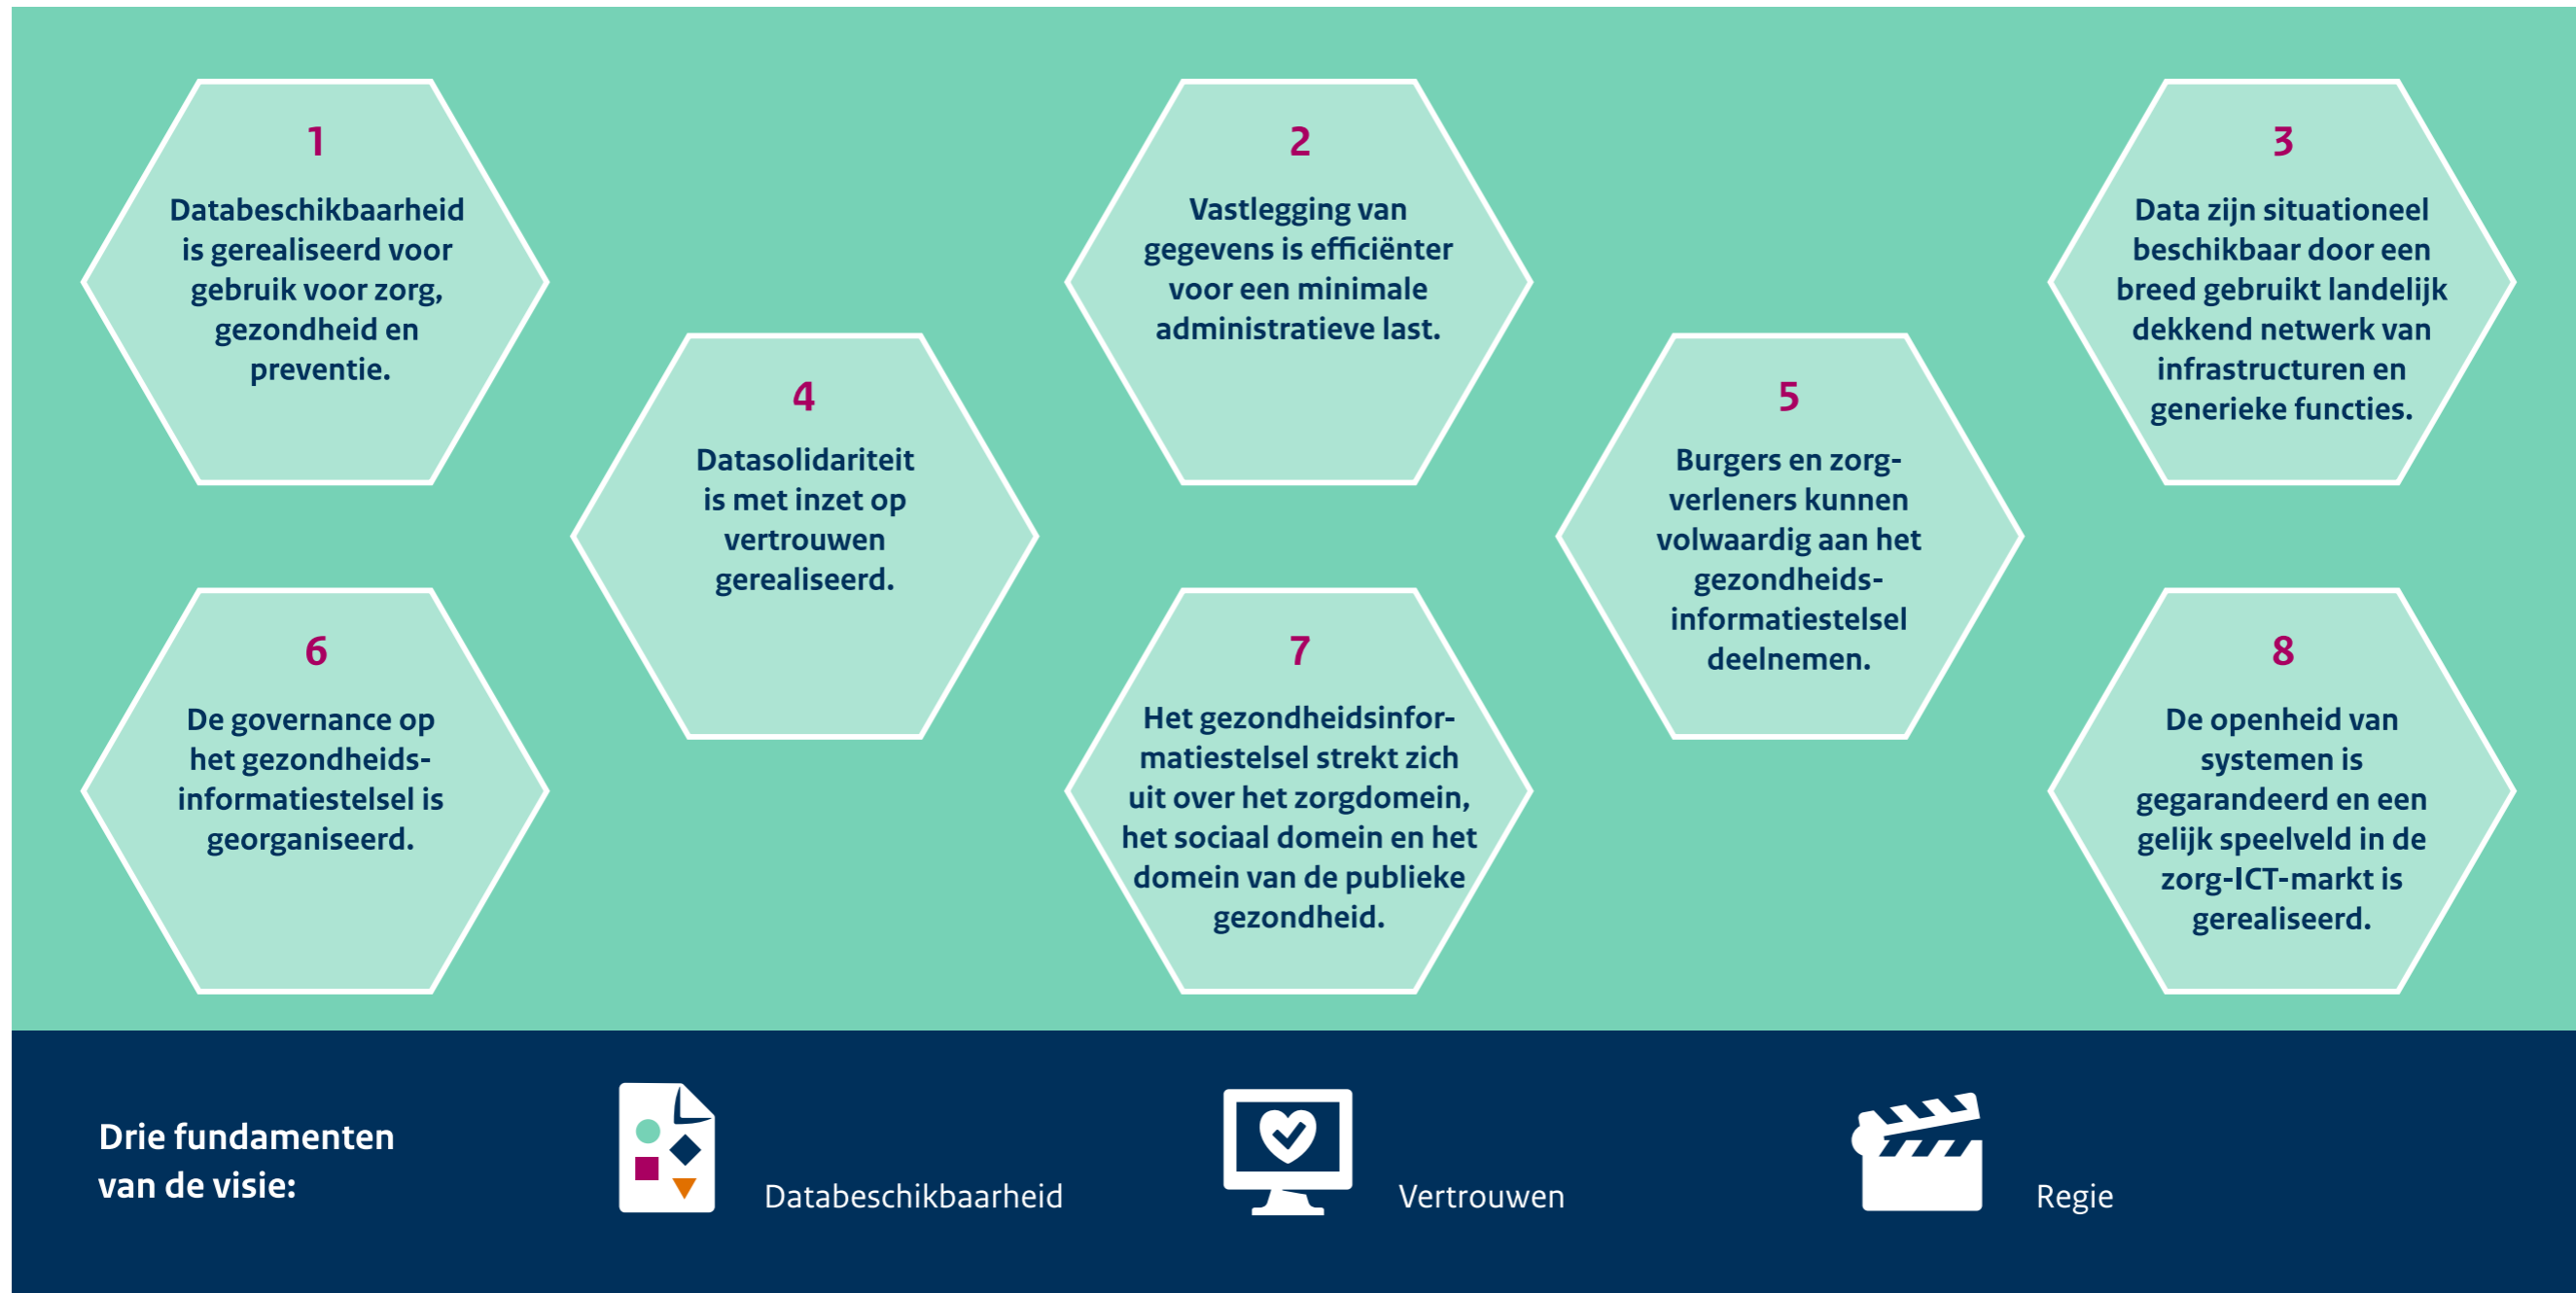 1
Databeschikbaarheid
is gerealiseerd voor
gebruik voor zorg,
gezondheid en
preventie.
2
Vastlegging van
gegevens is efficiënter
voor een minimale
administratieve last.
3
Data zijn situationeel
beschikbaar door een
breed gebruikt landelijk
dekkend netwerk van
infrastructuren en
generieke functies.
4
Datasolidariteit
is met inzet op
vertrouwen
gerealiseerd.
5
Burgers en zorg-
verleners kunnen
volwaardig aan het
gezondheids-
informatiestelsel
deelnemen.
6
De governance op
het gezondheids-
informatiestelsel is
georganiseerd.
7
Het gezondheidsinfor-
matiestelsel strekt zich
uit over het zorgdomein,
het sociaal domein en het
domein van de publieke
gezondheid.
8
De openheid van
systemen is
gegarandeerd en een
gelijk speelveld in de
zorg-ICT-markt is
gerealiseerd.
Drie fundamenten
van de visie:
Databeschikbaarheid
Vertrouwen
Regie